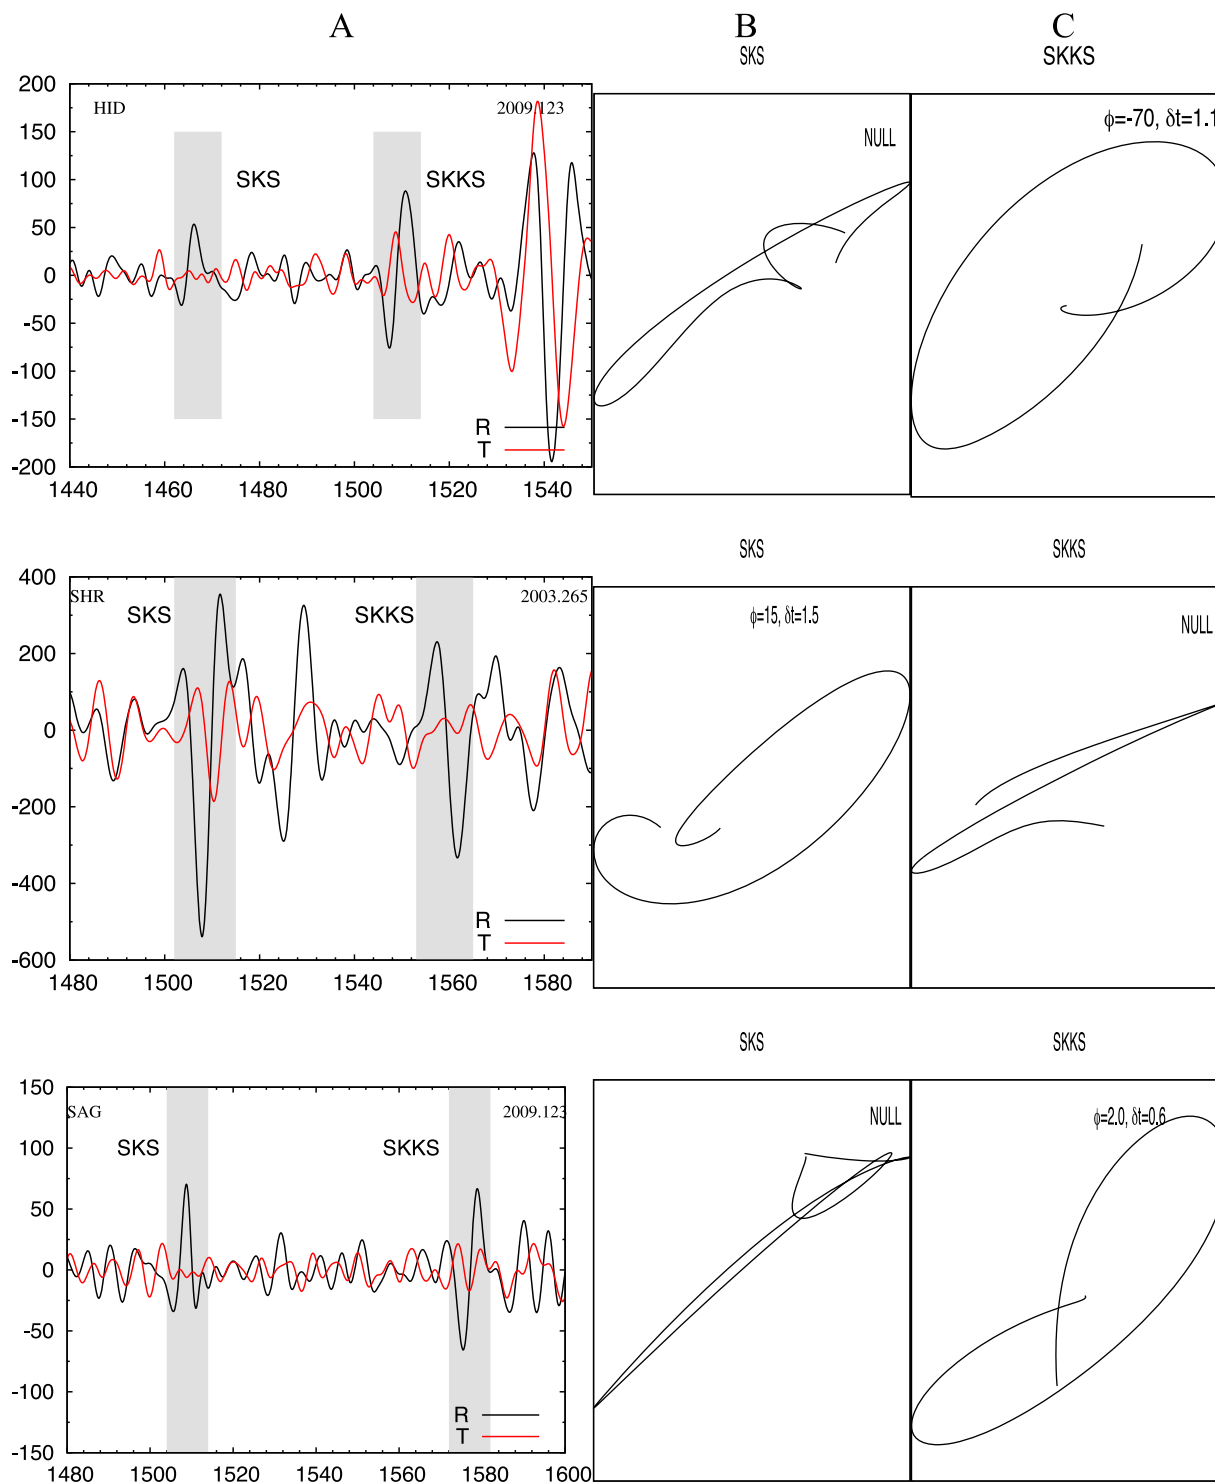 A B C
SKS SKKS
200
150
100
50
0
-50
-100
-150
-200
HID 2009.123
SKS SKKS
R
T
1440 1460 1480 1500 1520 1540
NULL
ϕ=-70, δt=1.1
SKS SKKS
400
200
0
-200
-400
-600
SHR 2003.265
SKS SKKS
R
T
1480 1500 1520 1540 1560 1580
ϕ=15, δt=1.5
NULL
SKS SKKS
150
100
50
0
-50
-100
-150
SAG 2009.123
SKS SKKS
R
T
1480 1500 1520 1540 1560 1580 1600
NULL
ϕ=2.0, δt=0.6